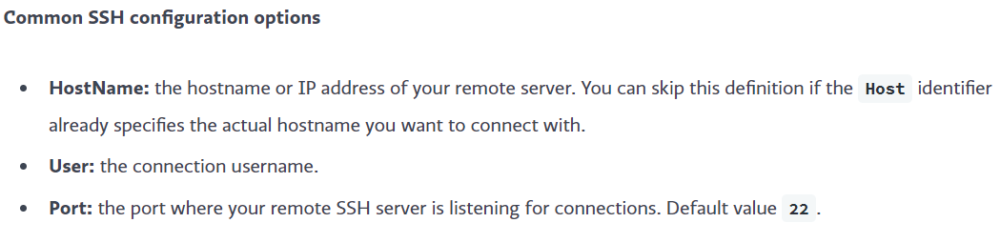 Common SSH configuration options
• HostName: the hostname or IP address of your remote server. You can skip this definition if the Host identifier
already specifies the actual hostname you want to connect with.
• User: the connection username.
• Port: the port where your remote SSH server is listening for connections. Default value 22 .